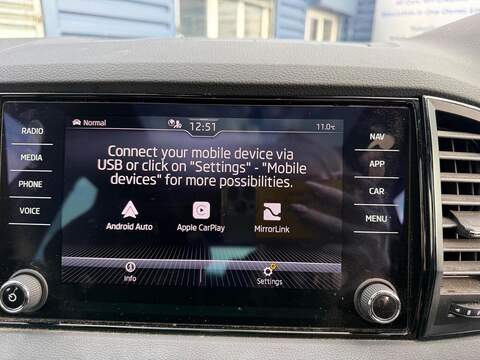 Normal
12:51
11.0°C
RADIO
MEDIA
PHONE
VOICE
Connect your mobile device via
USB or click on "Settings" - "Mobile
devices" for more possibilities.
Android Auto
Apple CarPlay
MirrorLink
Info
Settings
NAV
APP
CAR
MENU